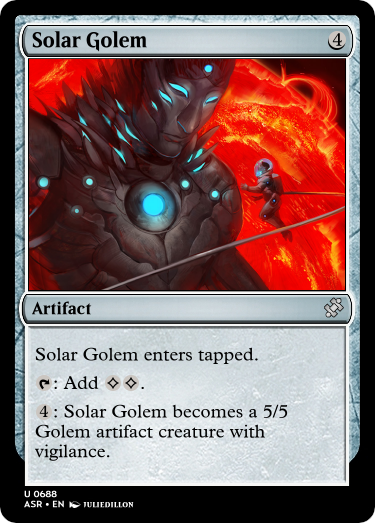 Solar Golem 4
Artifact
Solar Golem enters tapped.
: Add .
4 : Solar Golem becomes a 5/5
Golem artifact creature with
vigilance.
U 0688
ASR • EN JULIEDILLON